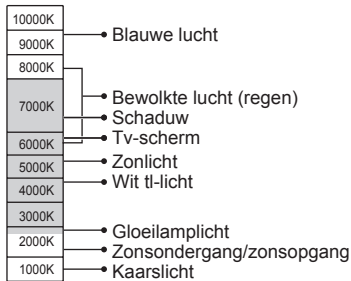 10000K
Blauwe lucht
9000K
8000K
Bewolkte lucht (regen)
7000K
Schaduw
Tv-scherm
6000K
Zonlicht
5000K
Wit tl-licht
4000K
3000K
Gloeilamplicht
2000K
Zonsondergang/zonsopgang
1000K
Kaarslicht